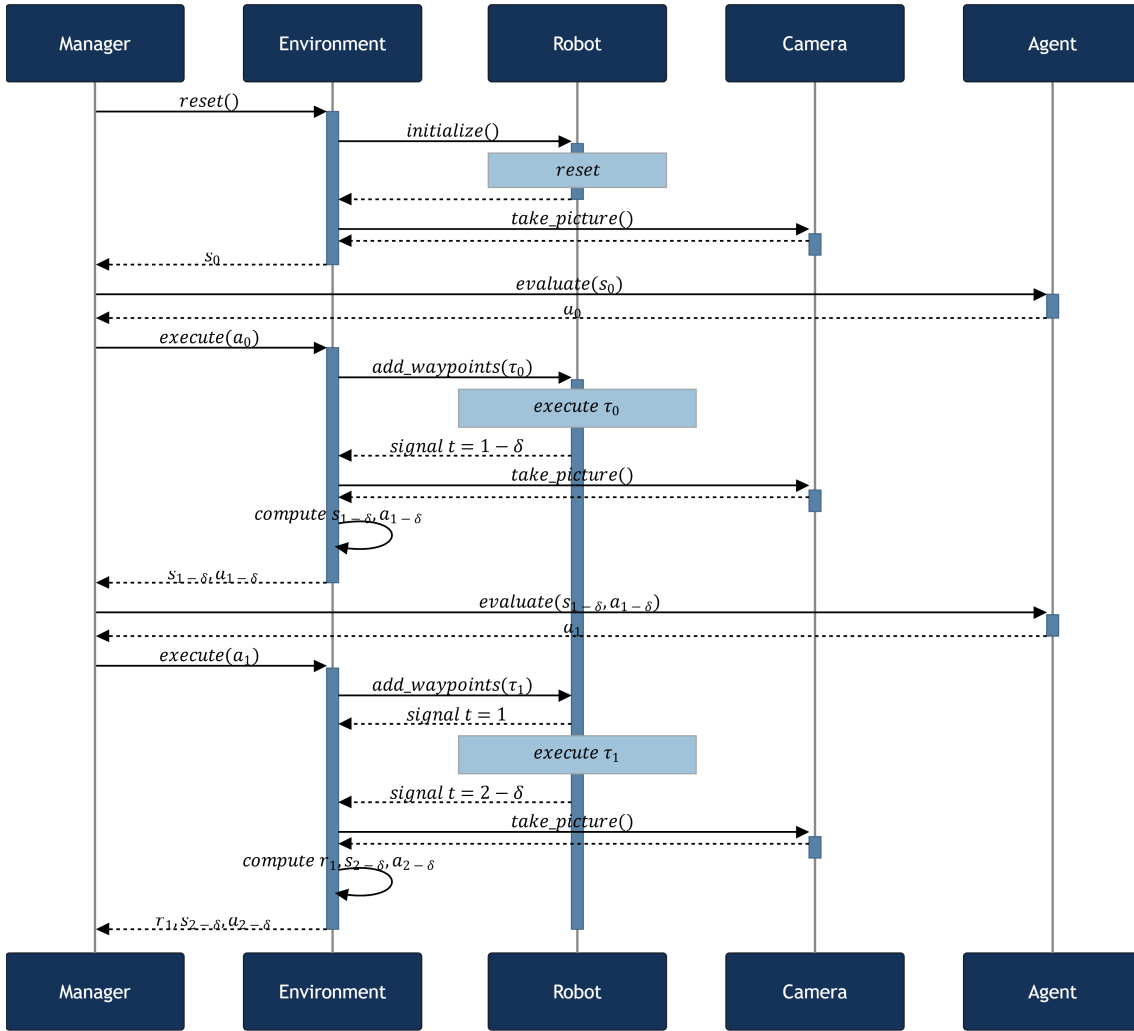 Manager Environment Robot Camera Agent
reset()
initialize()
reset
take_picture()
s₀
evaluate(s₀)
a₀
execute(a₀)
add_waypoints(τ₀)
execute τ₀
signal t = 1 − δ
take_picture()
compute s₁₋δ, a₁₋δ
s₁₋δ, a₁₋δ
evaluate(s₁₋δ, a₁₋δ)
a₁
execute(a₁)
add_waypoints(τ₁)
signal t = 1
execute τ₁
signal t = 2 − δ
take_picture()
compute r₁, s₂₋δ, a₂₋δ
r₁, s₂₋δ, a₂₋δ
Manager Environment Robot Camera Agent